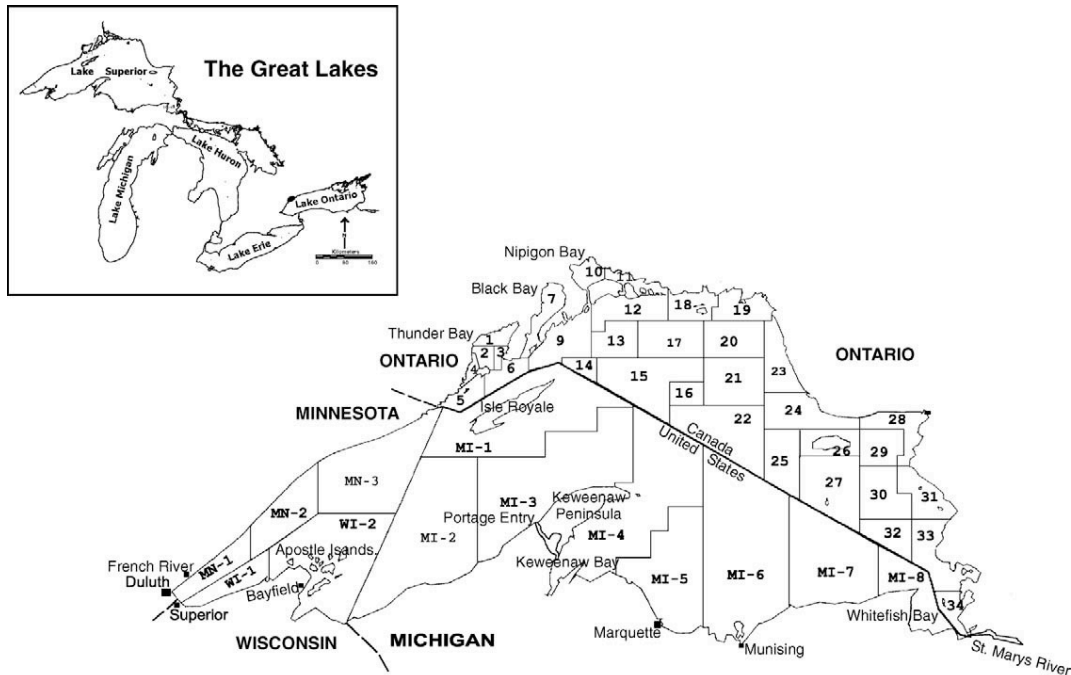 The Great Lakes
Lake Superior
Lake Huron
Lake Michigan
Lake Ontario
Lake Erie
N
Kilometers
0 50 100
Nipigon Bay
10
11
Black Bay
7
12
18
19
Thunder Bay
1
9
13
17
20
ONTARIO
2
3
4
6
14
15
21
23
ONTARIO
5
16
MINNESOTA
Isle Royale
22
24
28
Canada
United States
MI-1
25
26
29
MN-3
27
30
31
MN-2
WI-2
MI-3
Keweenaw
Peninsula
Portage Entry
MI-2
MI-4
32
33
Apostle Islands
French River
Duluth
MN-1
WI-1
Keweenaw Bay
MI-5
MI-6
MI-7
MI-8
Bayfield
Superior
34
Whitefish Bay
WISCONSIN
MICHIGAN
Marquette
Munising
St. Marys River